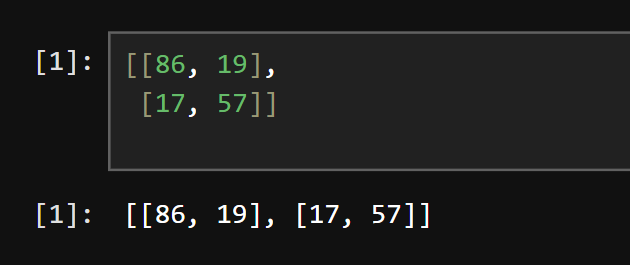 [1]: [[86, 19],
[17, 57]]
[1]: [[86, 19], [17, 57]]